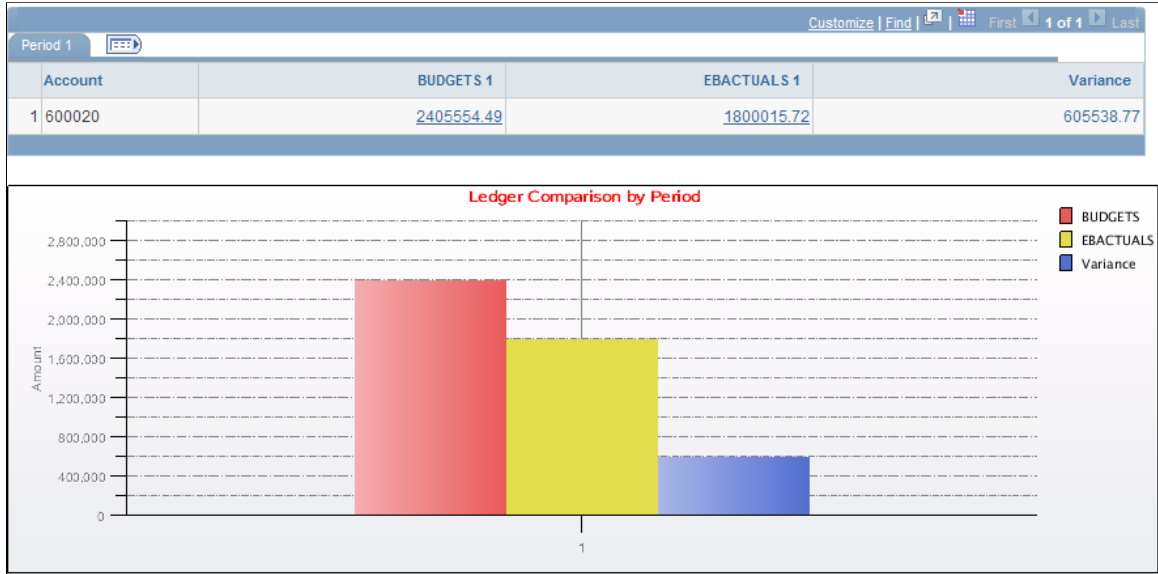 Customize | Find | | First 1 of 1 Last
Period 1
Account BUDGETS 1 EBACTUALS 1 Variance
1 600020 2405554.49 1800015.72 605538.77
Ledger Comparison by Period
BUDGETS
EBACTUALS
Variance
Amount
2,800,000
2,400,000
2,000,000
1,600,000
1,200,000
800,000
400,000
0
1